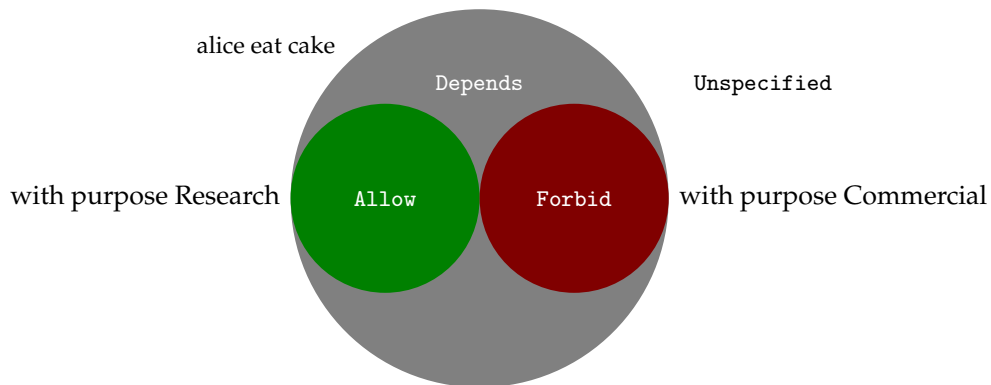 alice eat cake
Depends
Unspecified
with purpose Research
Allow
Forbid
with purpose Commercial